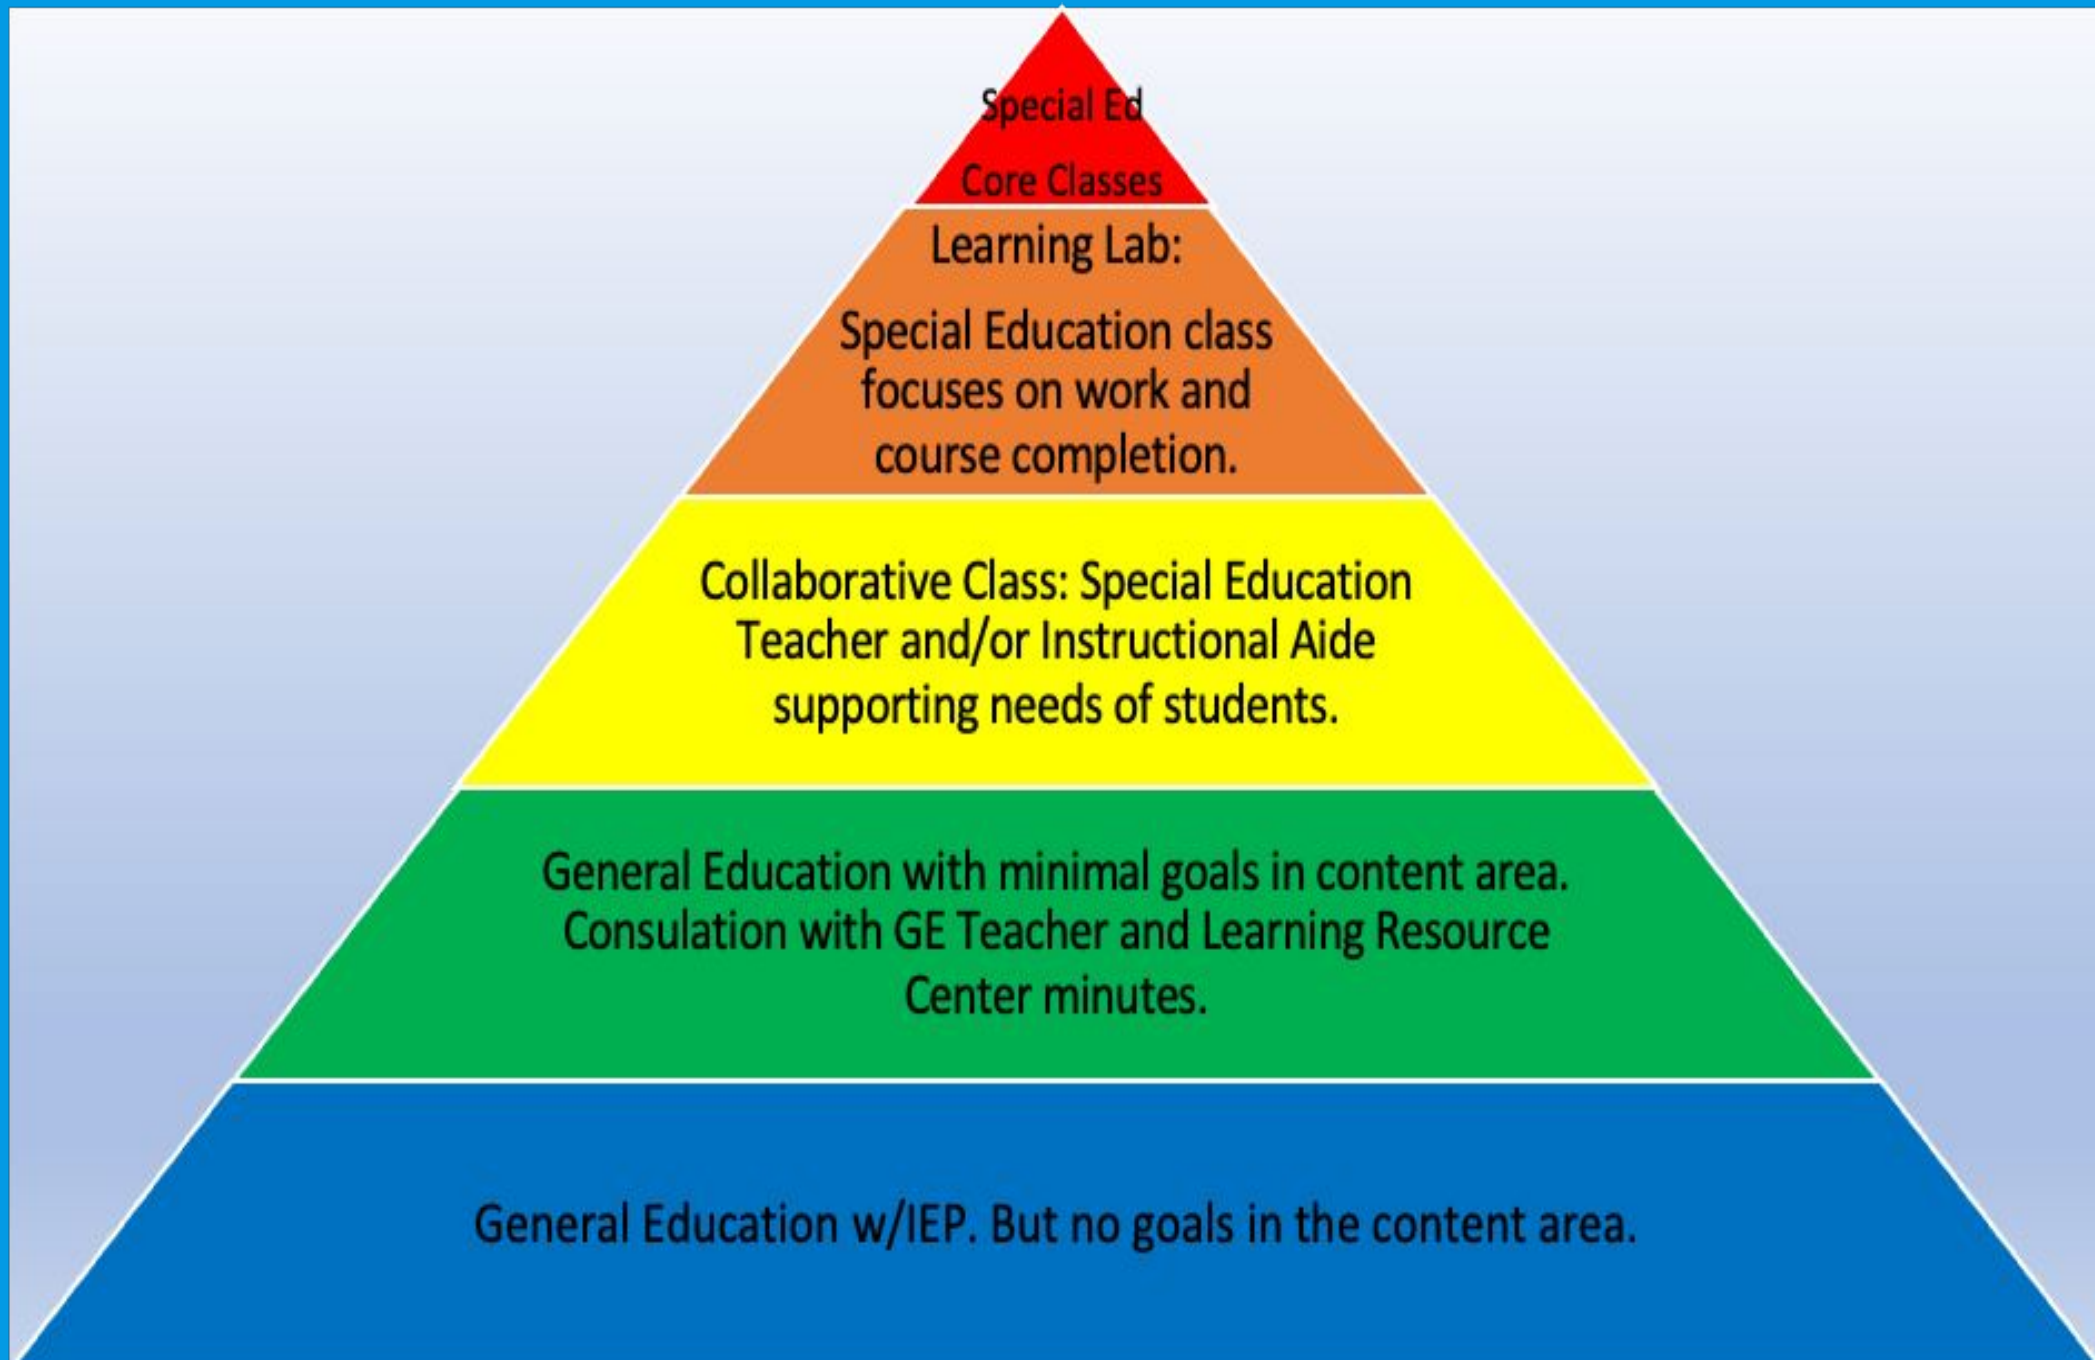 Special Ed
Core Classes
Learning Lab:
Special Education class
focuses on work and
course completion.
Collaborative Class: Special Education
Teacher and/or Instructional Aide
supporting needs of students.
General Education with minimal goals in content area.
Consulation with GE Teacher and Learning Resource
Center minutes.
General Education w/IEP. But no goals in the content area.